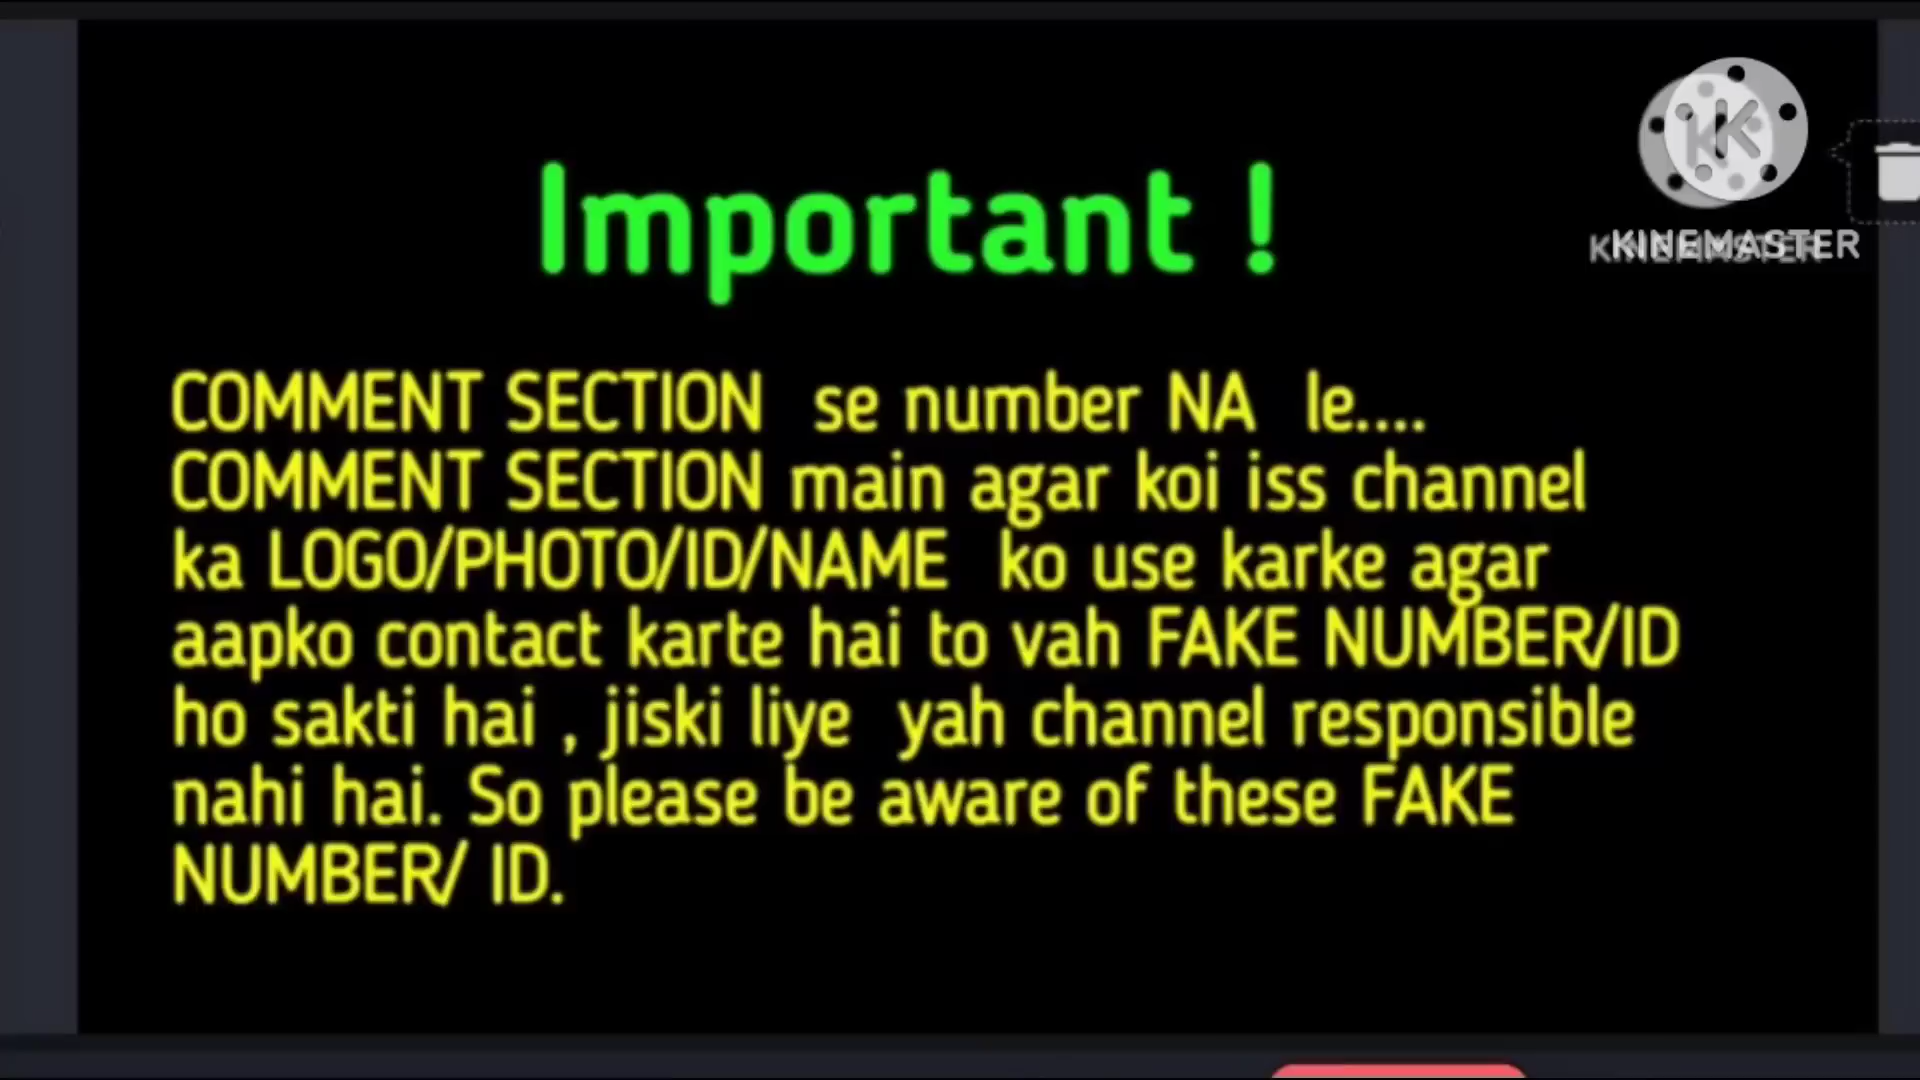 Important !
KINEMASTER
KINEMASTER
COMMENT SECTION se number NA le....
COMMENT SECTION main agar koi iss channel
ka LOGO/PHOTO/ID/NAME ko use karke agar
aapko contact karte hai to vah FAKE NUMBER/ID
ho sakti hai , jiski liye yah channel responsible
nahi hai. So please be aware of these FAKE
NUMBER/ ID.